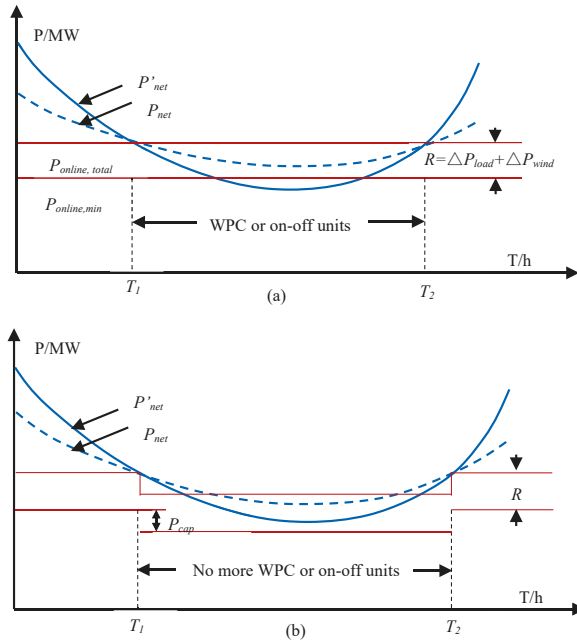 P/MW
P'net
Pnet
Ponline, total
R=△Pload+△Pwind
Ponline,min
WPC or on-off units
T/h
T1
T2
(a)
P/MW
P'net
Pnet
R
Pcap
No more WPC or on-off units
T/h
T1
T2
(b)